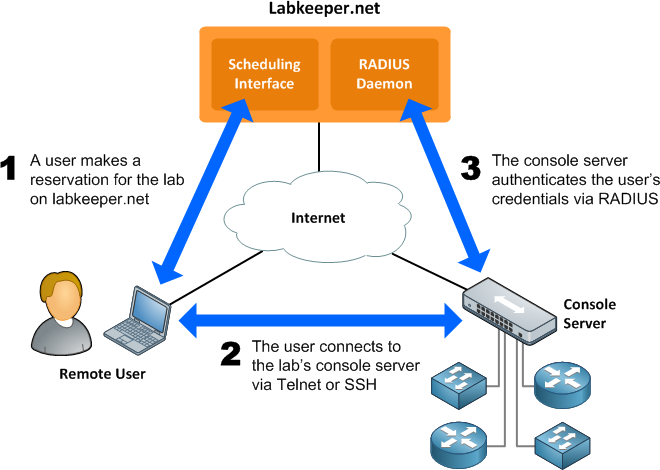 Labkeeper.net
Scheduling
Interface
RADIUS
Daemon
1
A user makes a
reservation for the lab
on labkeeper.net
3
The console server
authenticates the user's
credentials via RADIUS
Internet
Console
Server
Remote User
2
The user connects to
the lab's console server
via Telnet or SSH